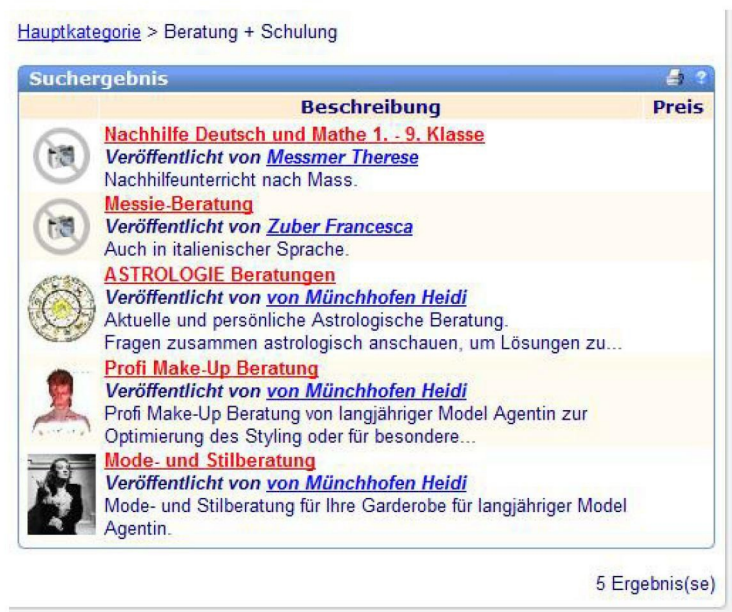 Hauptkategorie > Beratung + Schulung
Suchergebnis
Beschreibung Preis
Nachhilfe Deutsch und Mathe 1. - 9. Klasse
Veröffentlicht von Messmer Therese
Nachhilfeunterricht nach Mass.
Messie-Beratung
Veröffentlicht von Zuber Francesca
Auch in italienischer Sprache.
ASTROLOGIE Beratungen
Veröffentlicht von von Münchhofen Heidi
Aktuelle und persönliche Astrologische Beratung.
Fragen zusammen astrologisch anschauen, um Lösungen zu...
Profi Make-Up Beratung
Veröffentlicht von von Münchhofen Heidi
Profi Make-Up Beratung von langjähriger Model Agentin zur
Optimierung des Styling oder für besondere...
Mode- und Stilberatung
Veröffentlicht von von Münchhofen Heidi
Mode- und Stilberatung für Ihre Garderobe für langjähriger Model
Agentin.
5 Ergebnis(se)